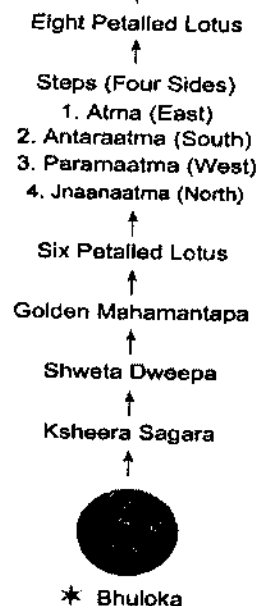 Eight Petalled Lotus
Steps (Four Sides)
1. Atma (East)
2. Antaraatma (South)
3. Paramaatma (West)
4. Jnaanaatma (North)
Six Petalled Lotus
Golden Mahamantapa
Shweta Dweepa
Ksheera Sagara
* Bhuloka